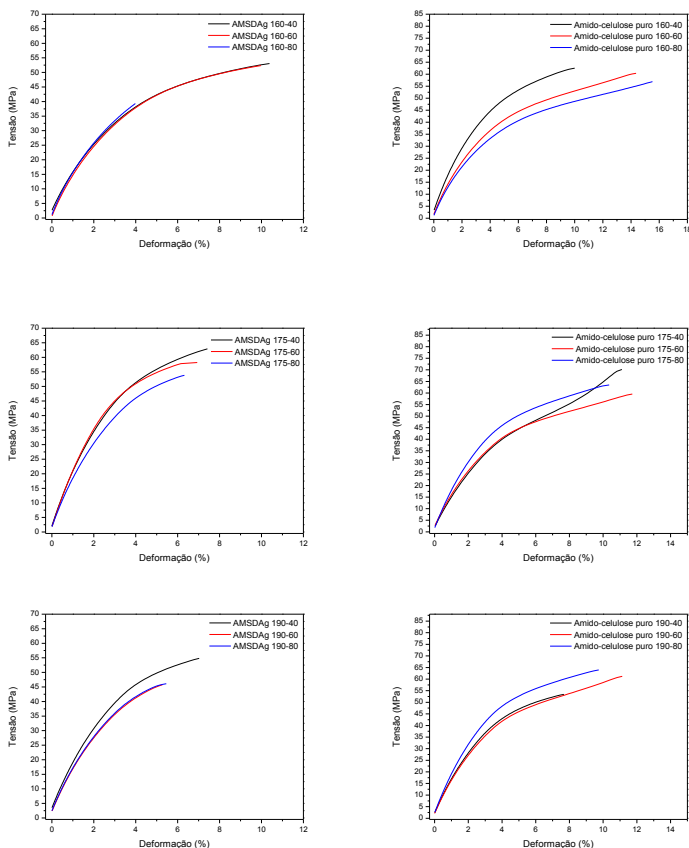 AMSDAg 160-40
AMSDAg 160-60
AMSDAg 160-80
Tensão (MPa)
70
65
60
55
50
45
40
35
30
25
20
15
10
5
0
0 2 4 6 8 10 12
Deformação (%)
Amido-celulose puro 160-40
Amido-celulose puro 160-60
Amido-celulose puro 160-80
Tensão (MPa)
85
80
75
70
65
60
55
50
45
40
35
30
25
20
15
10
5
0
0 2 4 6 8 10 12 14 16 18
Deformação (%)
AMSDAg 175-40
AMSDAg 175-60
AMSDAg 175-80
Tensão (MPa)
70
65
60
55
50
45
40
35
30
25
20
15
10
5
0
0 2 4 6 8 10 12
Deformação (%)
Amido-celulose puro 175-40
Amido-celulose puro 175-60
Amido-celulose puro 175-80
Tensão (MPa)
85
80
75
70
65
60
55
50
45
40
35
30
25
20
15
10
5
0
0 2 4 6 8 10 12 14
Deformação (%)
AMSDAg 190-40
AMSDAg 190-60
AMSDAg 190-80
Tensão (MPa)
70
65
60
55
50
45
40
35
30
25
20
15
10
5
0
0 2 4 6 8 10 12
Deformação (%)
Amido-celulose puro 190-40
Amido-celulose puro 190-60
Amido-celulose puro 190-80
Tensão (MPa)
85
80
75
70
65
60
55
50
45
40
35
30
25
20
15
10
5
0
0 2 4 6 8 10 12 14
Deformação (%)